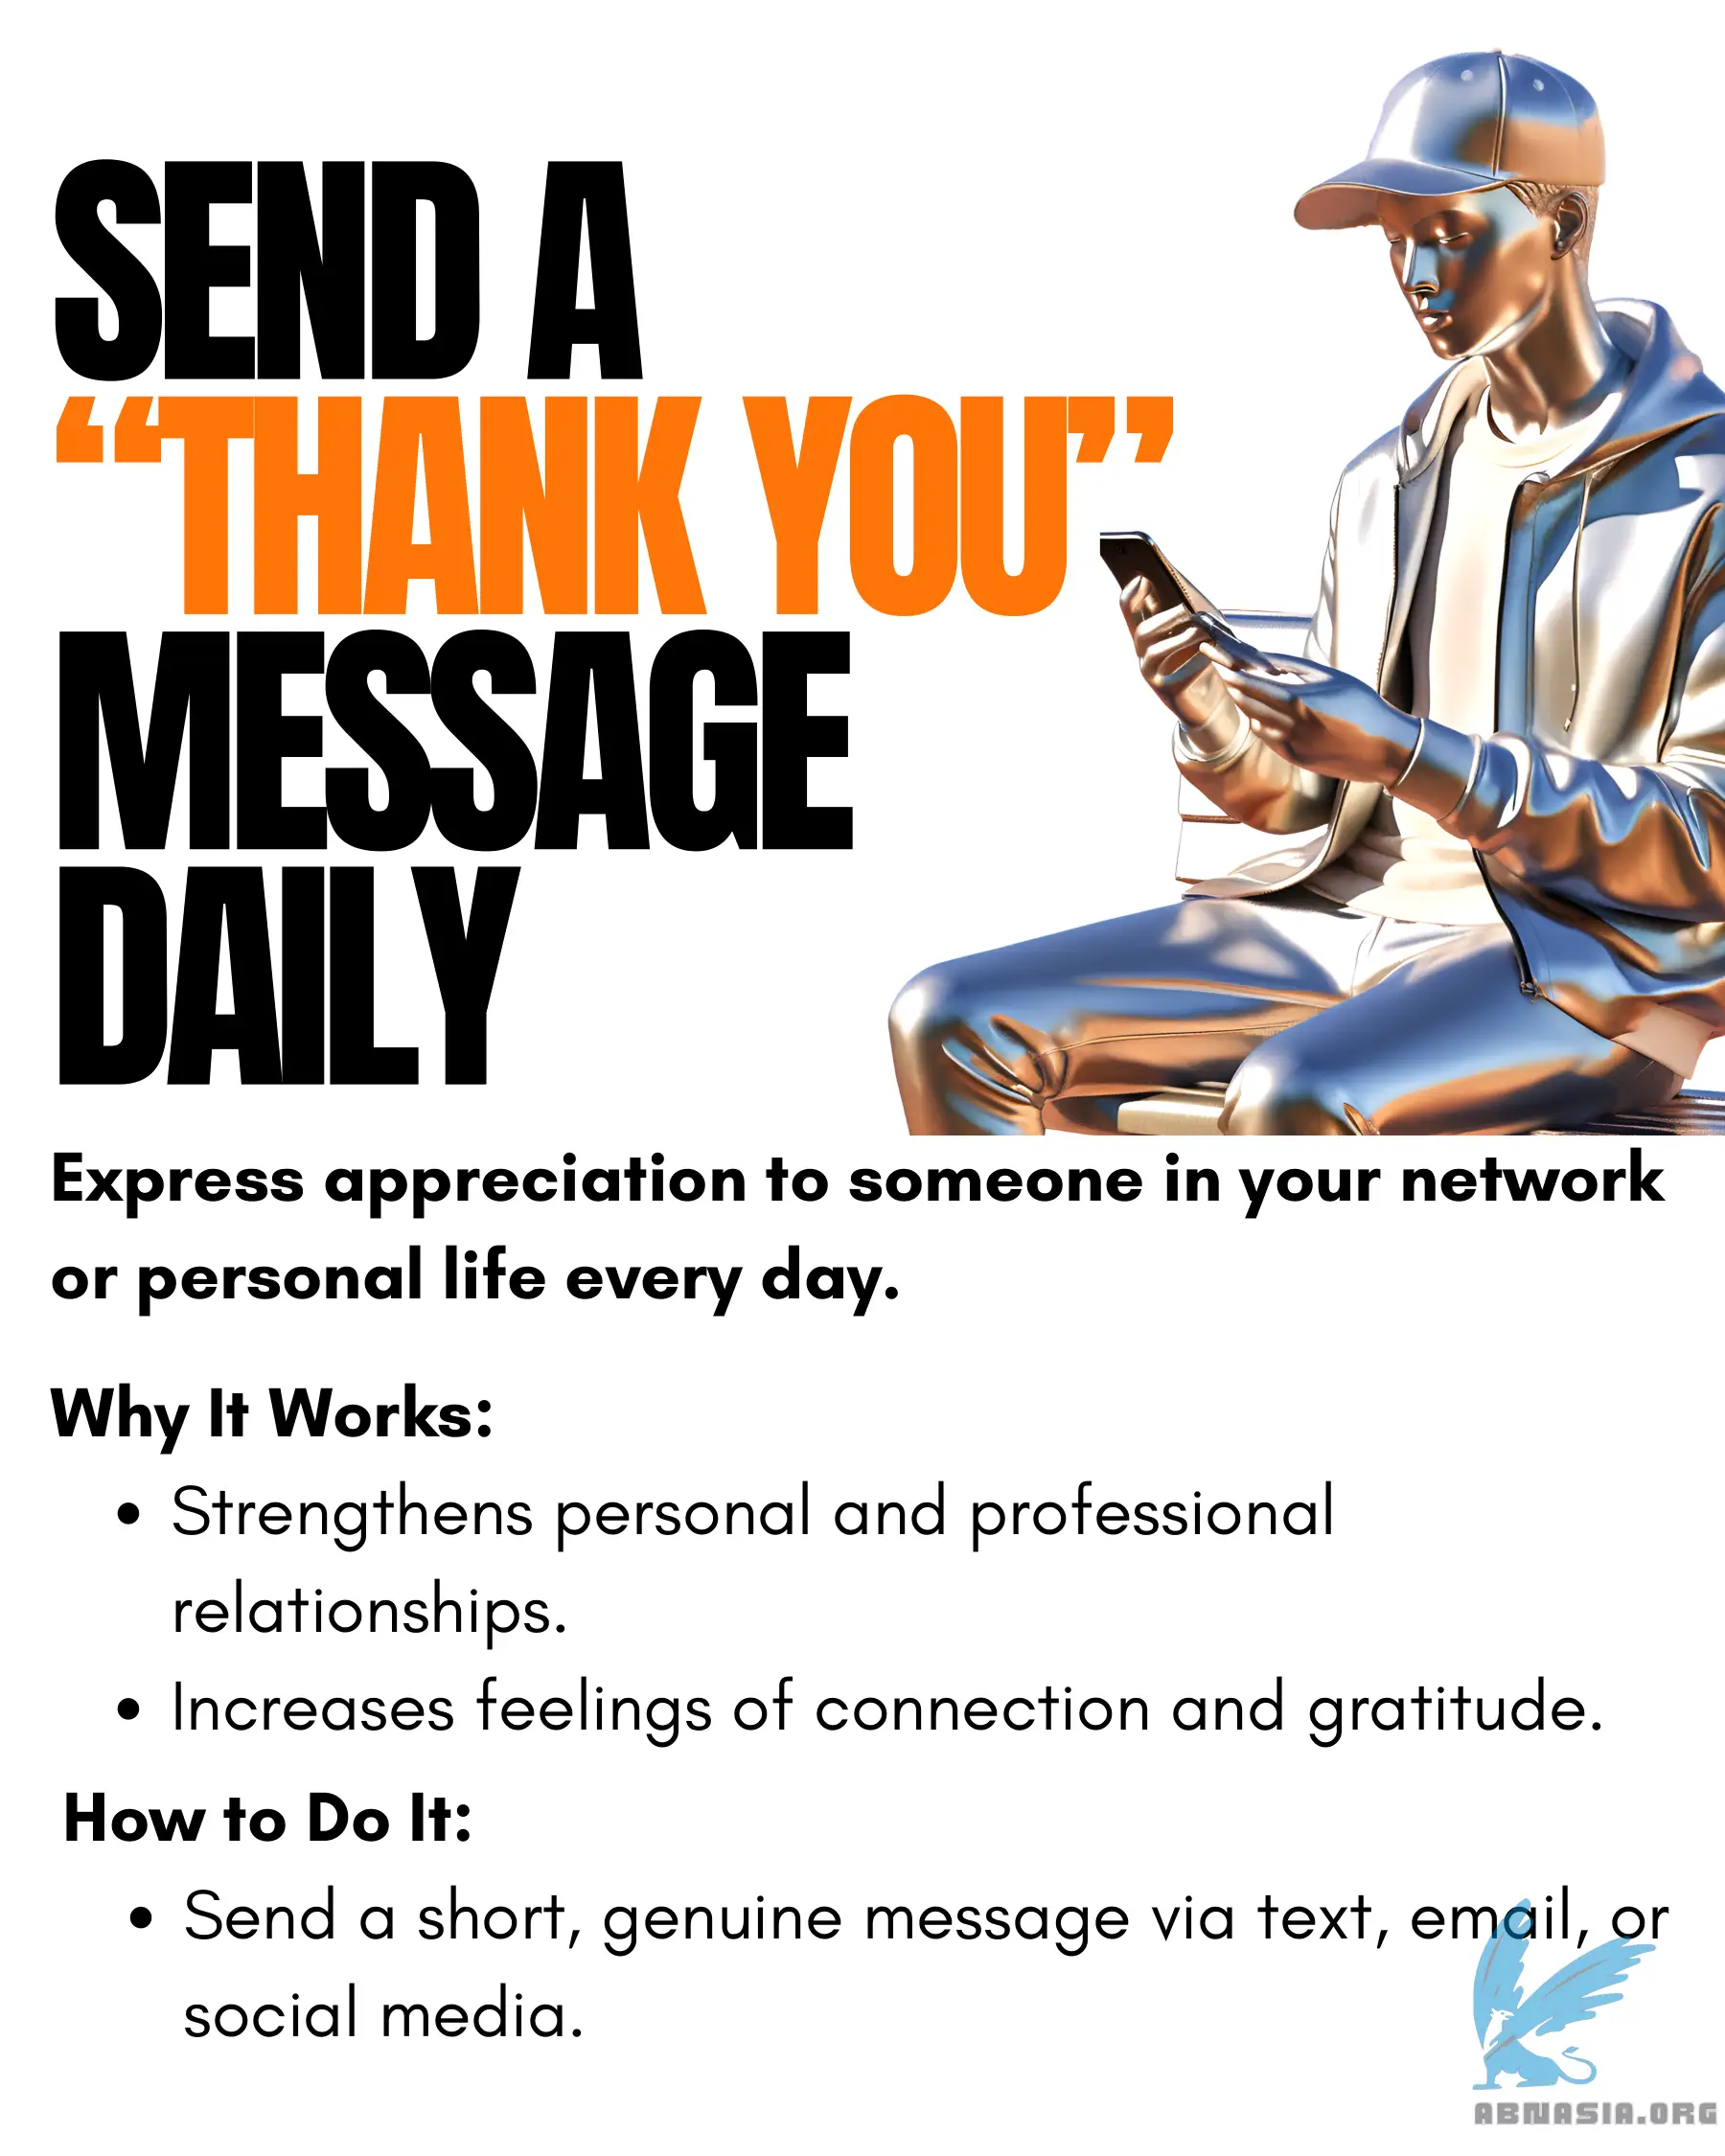 SEND A
“THANK YOU”
MESSAGE
DAILY
Express appreciation to someone in your network
or personal life every day.
Why It Works:
• Strengthens personal and professional
relationships.
• Increases feelings of connection and gratitude.
How to Do It:
• Send a short, genuine message via text, email, or
social media.
ABNASIA.ORG